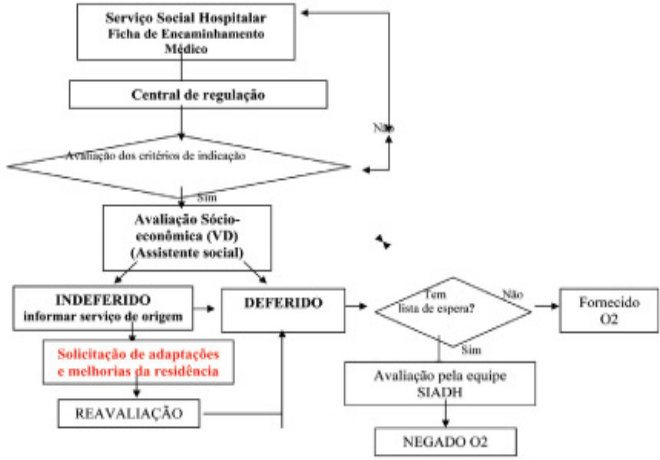 Serviço Social Hospitalar
Ficha de Encaminhamento
Médico
Central de regulação
Não
Avaliação dos critérios de indicação
Sim
Avaliação Sócio-
econômica (VD)
(Assistente social)
INDEFERIDO
informar serviço de origem
DEFERIDO
Tem
lista de espera?
Não
Fornecido
O2
Sim
Solicitação de adaptações
e melhorias da residência
Avaliação pela equipe
SIADH
REAVALIAÇÃO
NEGADO O2